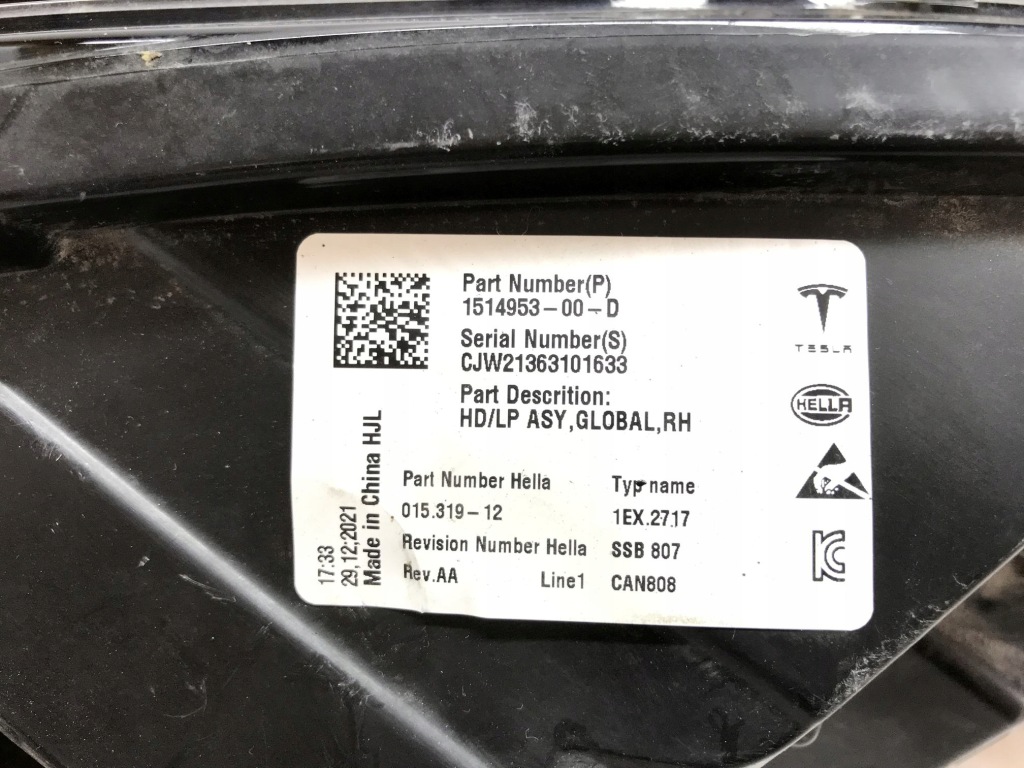 Part Number(P)
1514953-00-D
Serial Number(S)
CJW21363101633
Part Descrition:
HD/LP ASY,GLOBAL,RH
Part Number Hella
015.319-12
Revision Number Hella
Rev.AA Line1
Typ name
1EX.2717
SSB 807
CAN808
17:33
29,12,2021
Made in China HJL
TESLA
HELLA